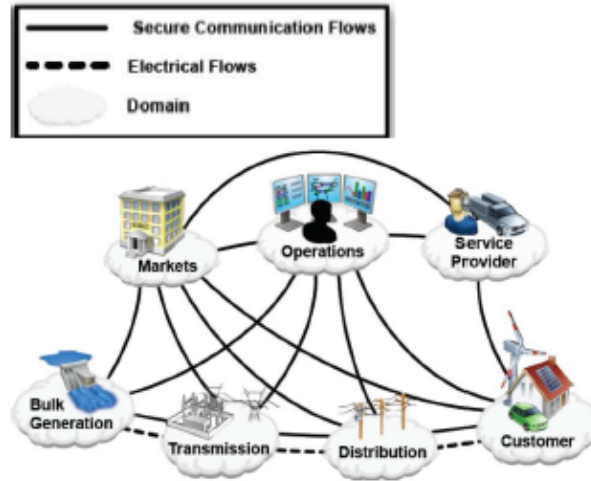 Secure Communication Flows
Electrical Flows
Domain
Markets
Operations
Service
Provider
Bulk
Generation
Transmission
Distribution
Customer